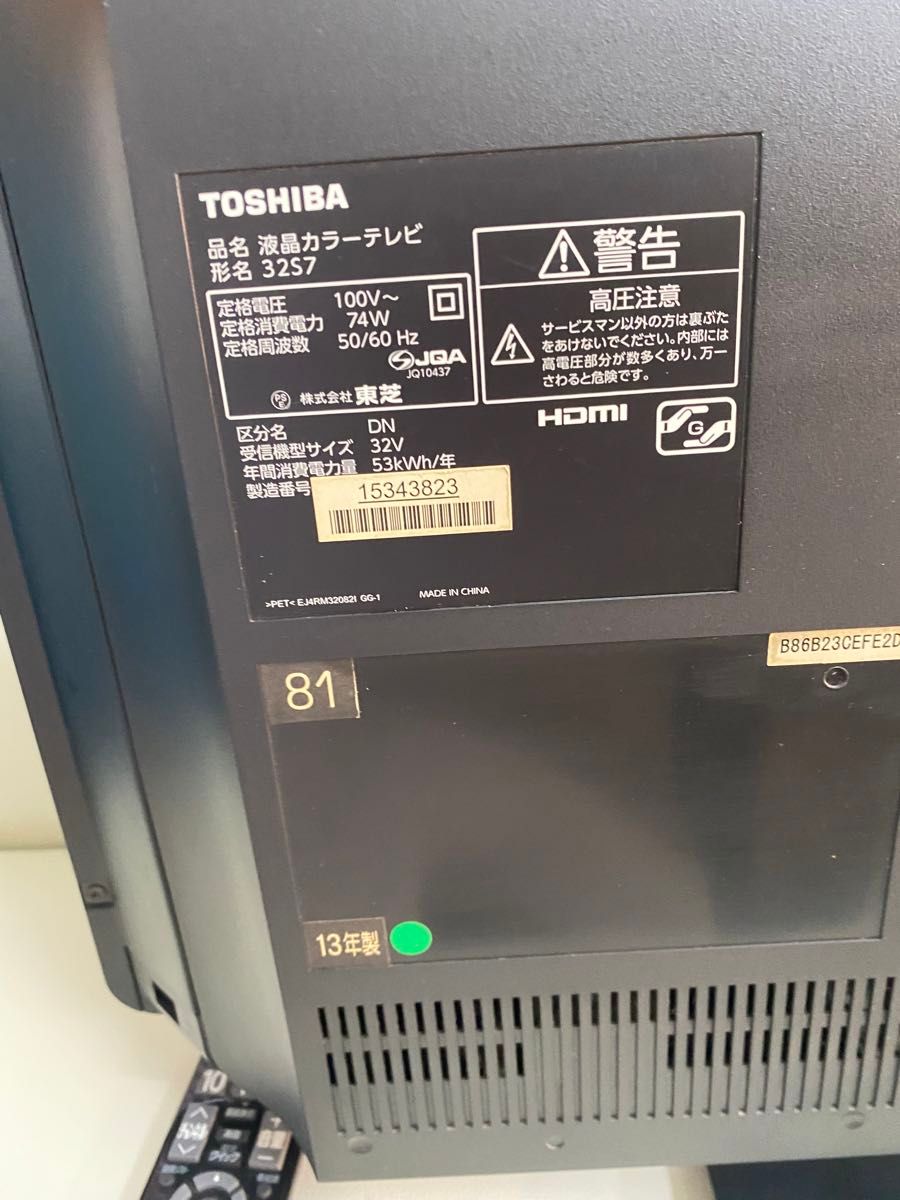 TOSHIBA
品名 液晶カラーテレビ
形名 32S7
定格電圧 100V～
定格消費電力 74W
定格周波数 50/60 Hz
JQA
JQ10437
PS
E
株式会社 東芝
警告
高圧注意
サービスマン以外の方は裏ぶた
をあけないでください。内部には
高電圧部分が数多くあり、万一
さわると危険です。
HDMI
G
区分名 DN
受信機型サイズ 32V
年間消費電力量 53kWh/年
製造番号 15343823
>PET< EJ4RM32082I GG-1 MADE IN CHINA
B86B23CEFE2D
81
13年製
10